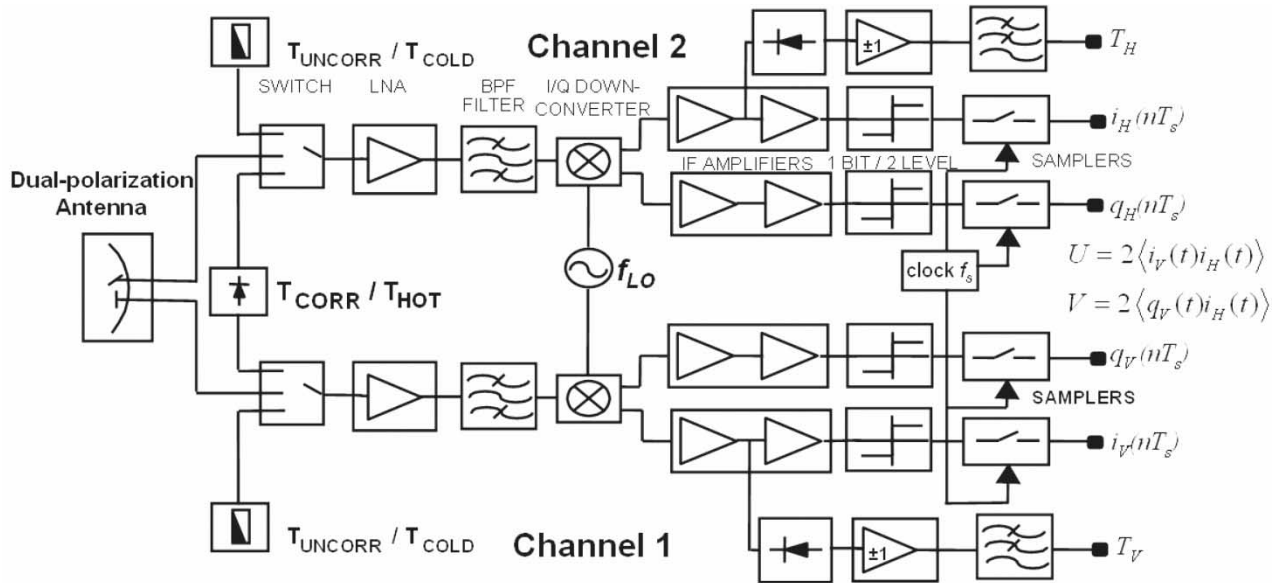 T_UNCORR / T_COLD
Channel 2
±1
T_H
SWITCH
LNA
BPF
FILTER
I/Q DOWN-
CONVERTER
i_H(nT_s)
IF AMPLIFIERS
1 BIT / 2 LEVEL
SAMPLERS
Dual-polarization
Antenna
q_H(nT_s)
T_CORR / T_HOT
f_LO
clock f_s
U = 2⟨i_V(t)i_H(t)⟩
V = 2⟨q_V(t)i_H(t)⟩
q_V(nT_s)
SAMPLERS
i_V(nT_s)
T_UNCORR / T_COLD
Channel 1
±1
T_V